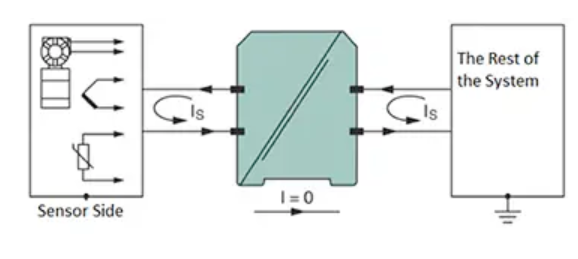 The Rest of
the System
Is
Is
I = 0
Sensor Side